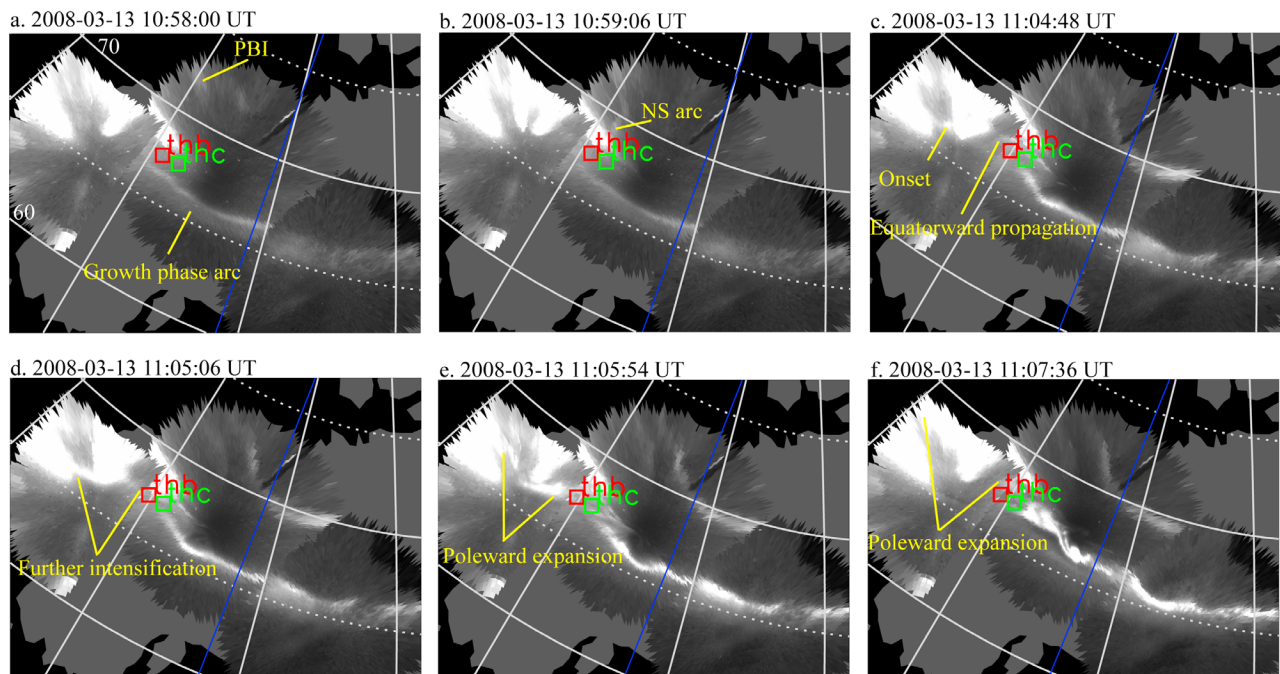 a. 2008-03-13 10:58:00 UT
70
PBI
thb
thc
60
Growth phase arc
b. 2008-03-13 10:59:06 UT
NS arc
thb
thc
c. 2008-03-13 11:04:48 UT
thb
thc
Onset
Equatorward propagation
d. 2008-03-13 11:05:06 UT
thb
thc
Further intensification
e. 2008-03-13 11:05:54 UT
thb
thc
Poleward expansion
f. 2008-03-13 11:07:36 UT
thb
thc
Poleward expansion